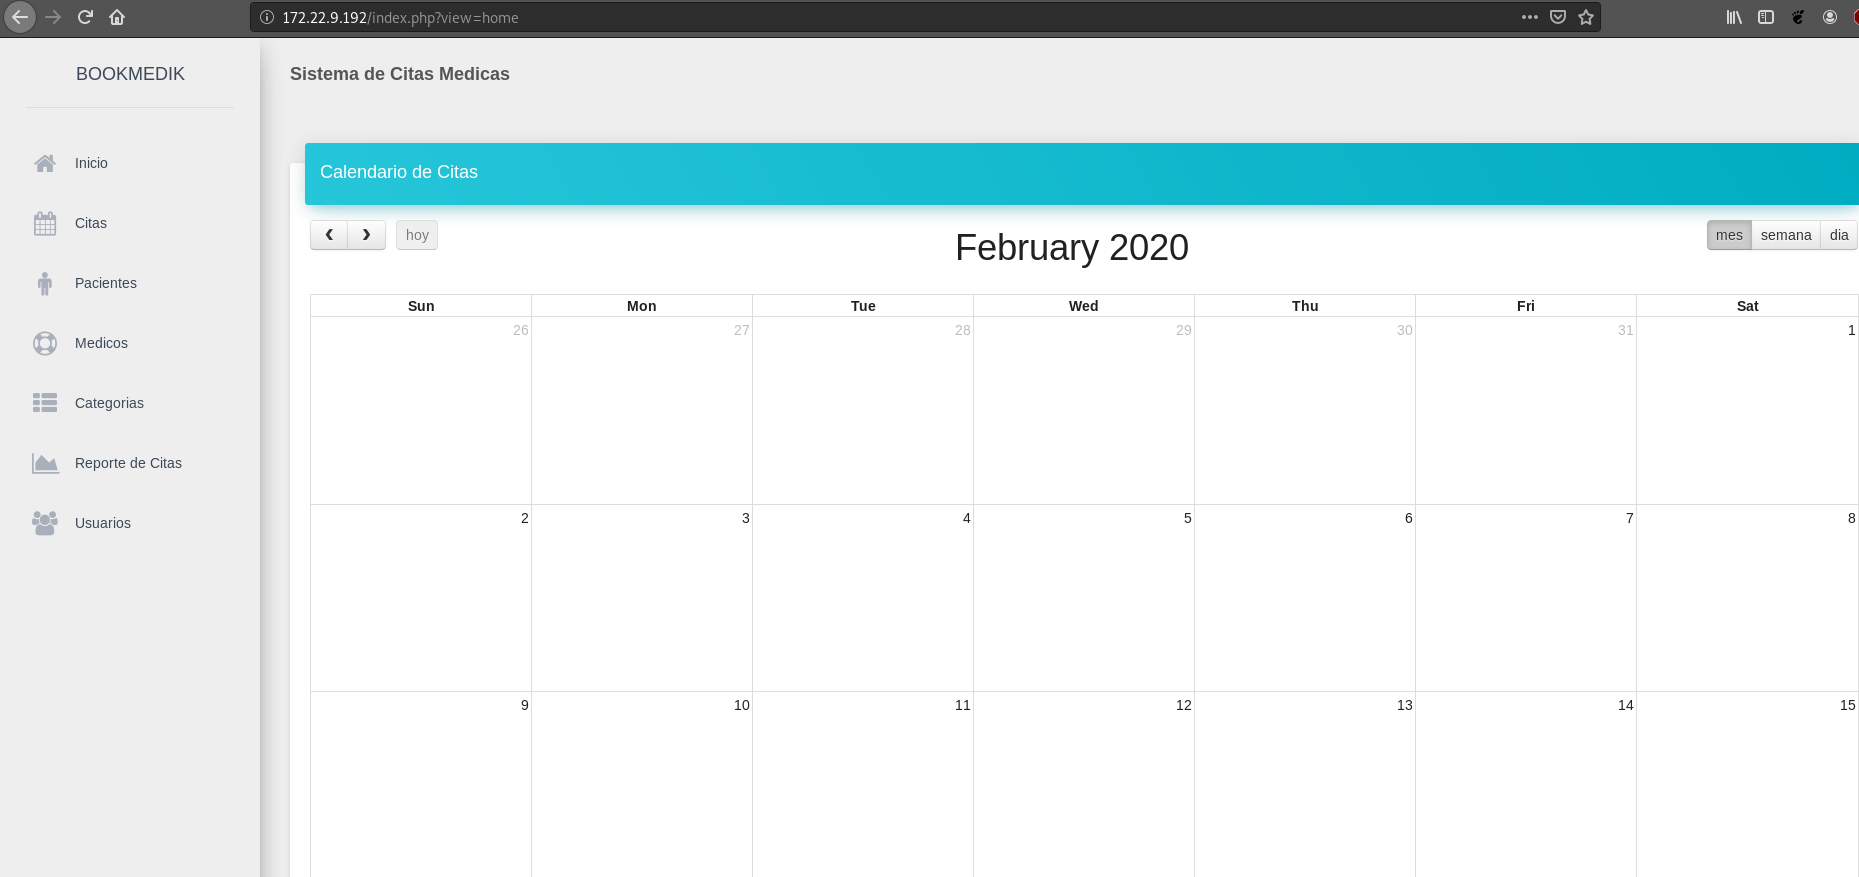 172.22.9.192/index.php?view=home
BOOKMEDIK
Sistema de Citas Medicas
Inicio
Citas
Pacientes
Medicos
Categorias
Reporte de Citas
Usuarios
Calendario de Citas
hoy
February 2020
mes semana dia
Sun Mon Tue Wed Thu Fri Sat
26 27 28 29 30 31 1
2 3 4 5 6 7 8
9 10 11 12 13 14 15